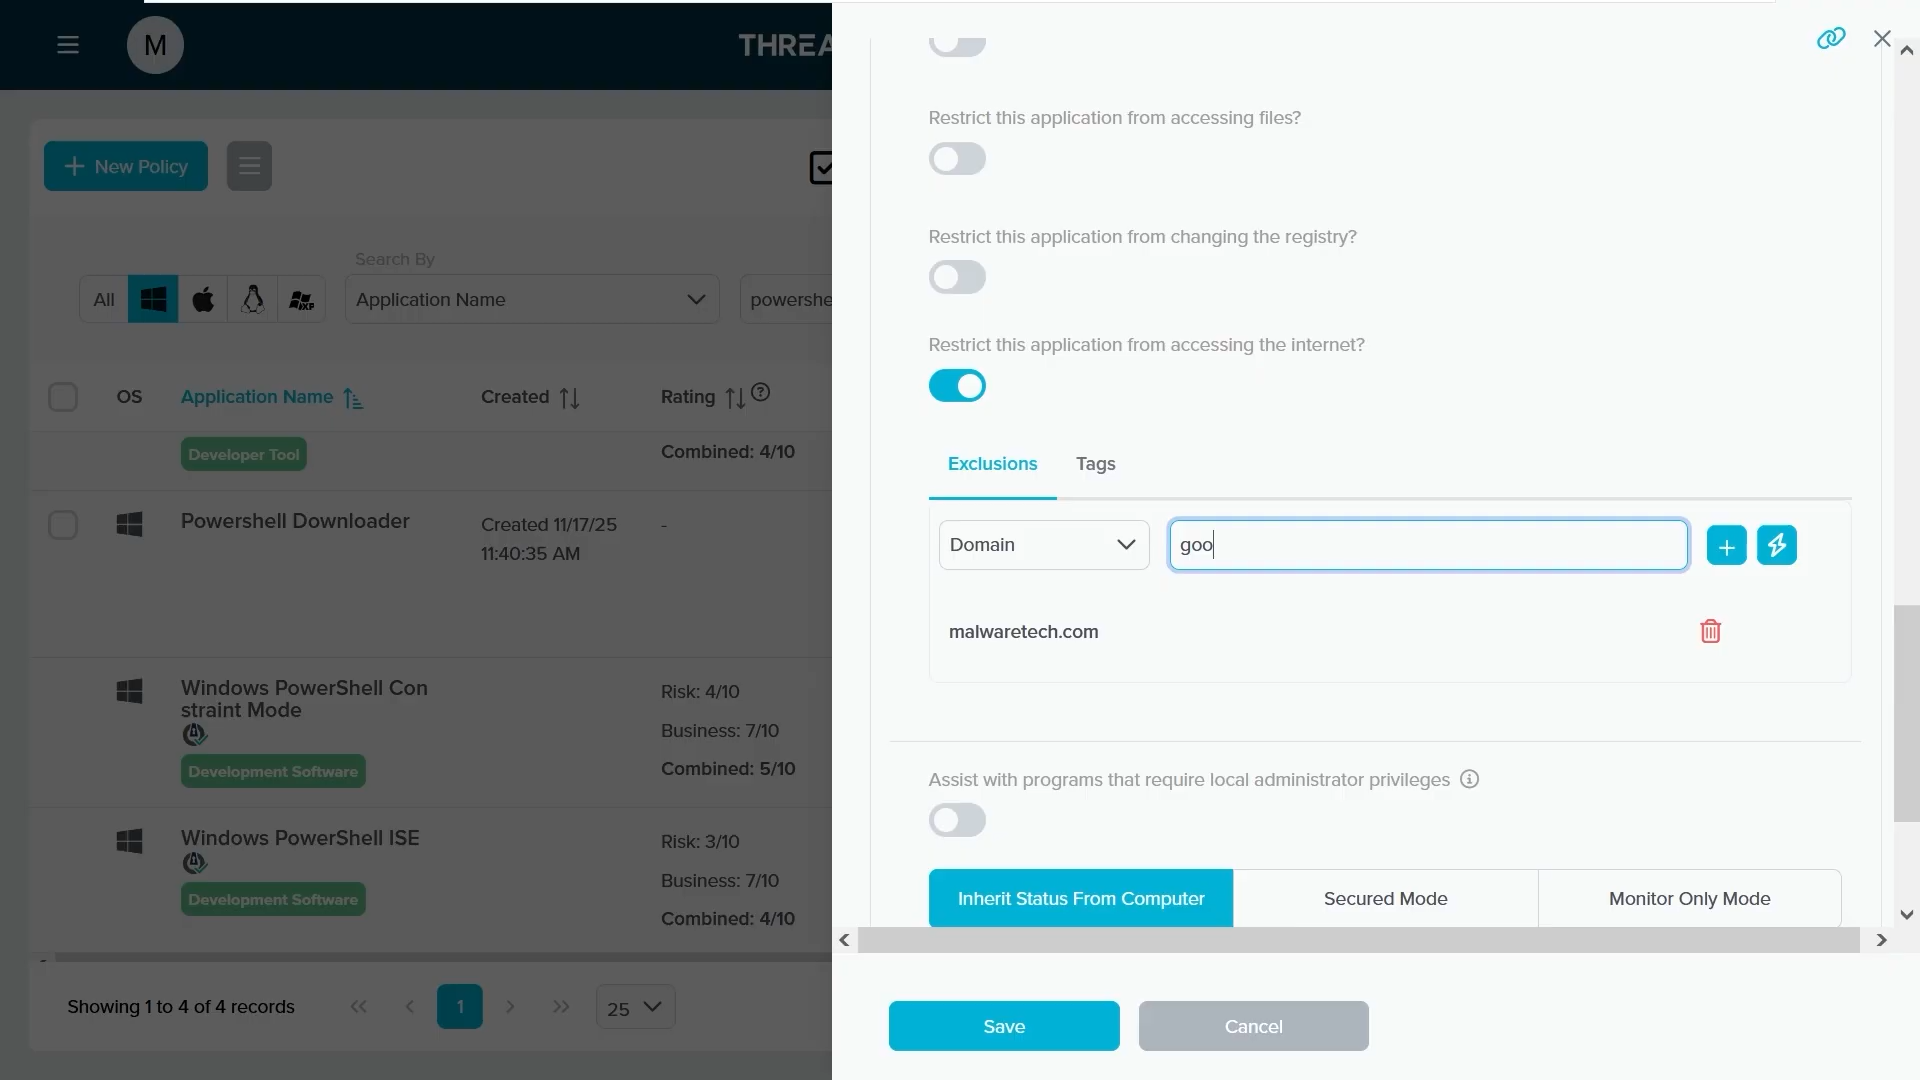 M
THREA
New Policy
Search By
All
XP
Application Name
powershe
OS
Application Name
Created
Rating
Developer Tool
Combined: 4/10
Powershell Downloader
Created 11/17/25
11:40:35 AM
-
Windows PowerShell Con
straint Mode
Development Software
Risk: 4/10
Business: 7/10
Combined: 5/10
Windows PowerShell ISE
Development Software
Risk: 3/10
Business: 7/10
Combined: 4/10
Showing 1 to 4 of 4 records
1
25
Restrict this application from accessing files?
Restrict this application from changing the registry?
Restrict this application from accessing the internet?
Exclusions
Tags
Domain
goo
malwaretech.com
Assist with programs that require local administrator privileges
Inherit Status From Computer
Secured Mode
Monitor Only Mode
Save
Cancel